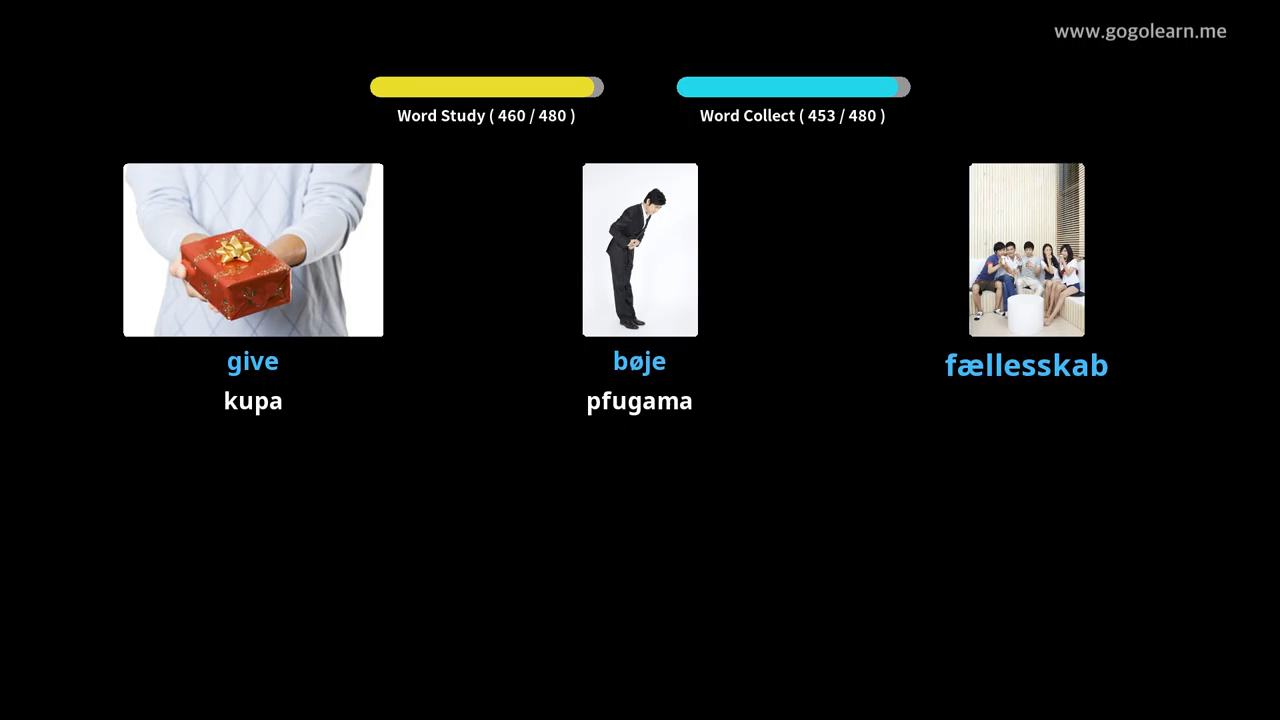 www.gogolearn.me
Word Study ( 460 / 480 )
Word Collect ( 453 / 480 )
give
bøje
fællesskab
kupa
pfugama